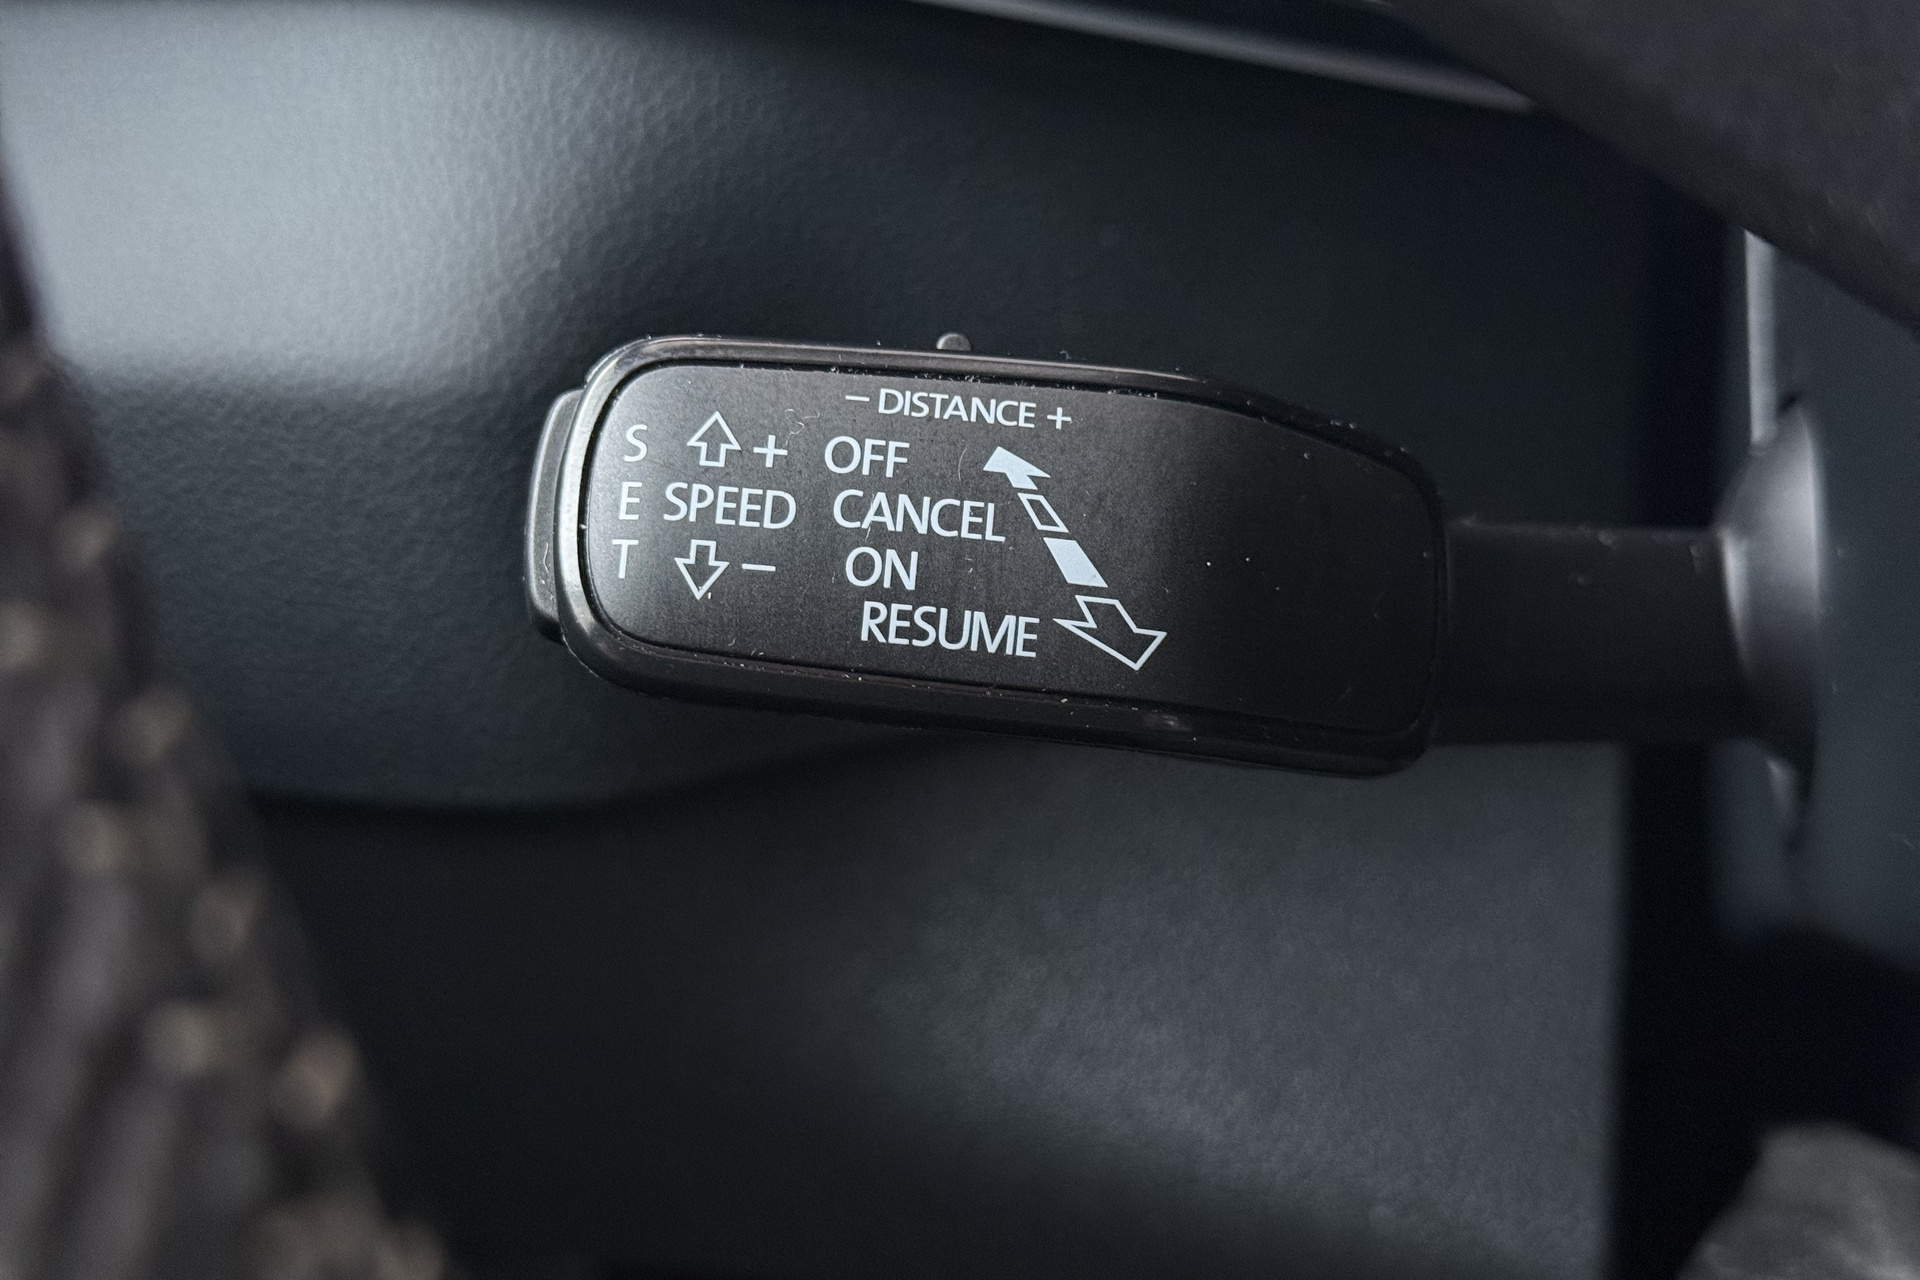 – DISTANCE +
S + OFF
E SPEED CANCEL
T – ON
RESUME